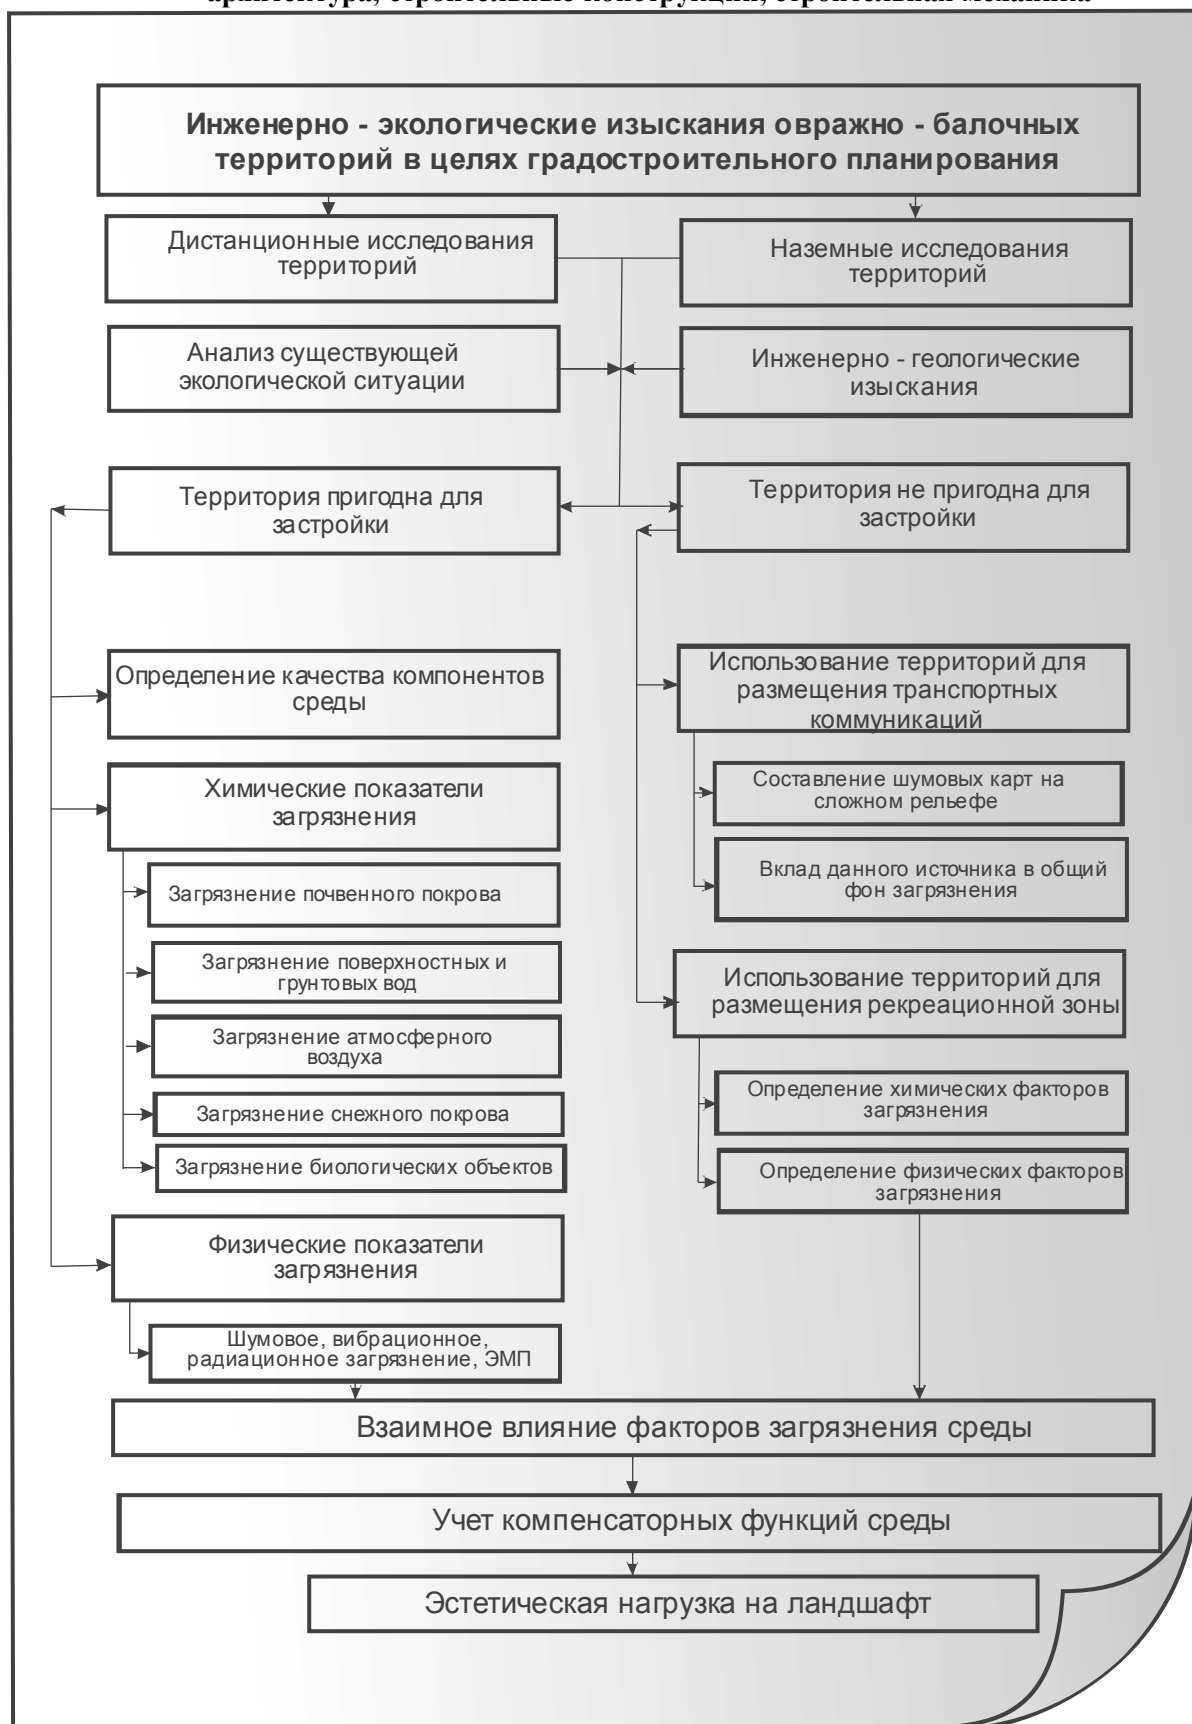 архитектура, строительные конструкции, строительная механика
Инженерно - экологические изыскания овражно - балочных
территорий в целях градостроительного планирования
Дистанционные исследования
территорий
Наземные исследования
территорий
Анализ существующей
экологической ситуации
Инженерно - геологические
изыскания
Территория пригодна для
застройки
Территория не пригодна для
застройки
Определение качества компонентов
среды
Использование территорий для
размещения транспортных
коммуникаций
Химические показатели
загрязнения
Составление шумовых карт на
сложном рельефе
Загрязнение почвенного покрова
Вклад данного источника в общий
фон загрязнения
Загрязнение поверхностных и
грунтовых вод
Использование территорий для
размещения рекреационной зоны
Загрязнение атмосферного
воздуха
Загрязнение снежного покрова
Определение химических факторов
загрязнения
Загрязнение биологических объектов
Определение физических факторов
загрязнения
Физические показатели
загрязнения
Шумовое, вибрационное,
радиационное загрязнение, ЭМП
Взаимное влияние факторов загрязнения среды
Учет компенсаторных функций среды
Эстетическая нагрузка на ландшафт